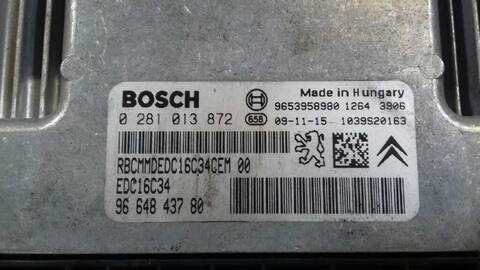 BOSCH
Made in Hungary
9653958980 1264 3906
0 281 013 872
658
09-11-15 1039S20163
RBCMMDEDC16C34GEM 00
EDC16C34
96 648 437 80